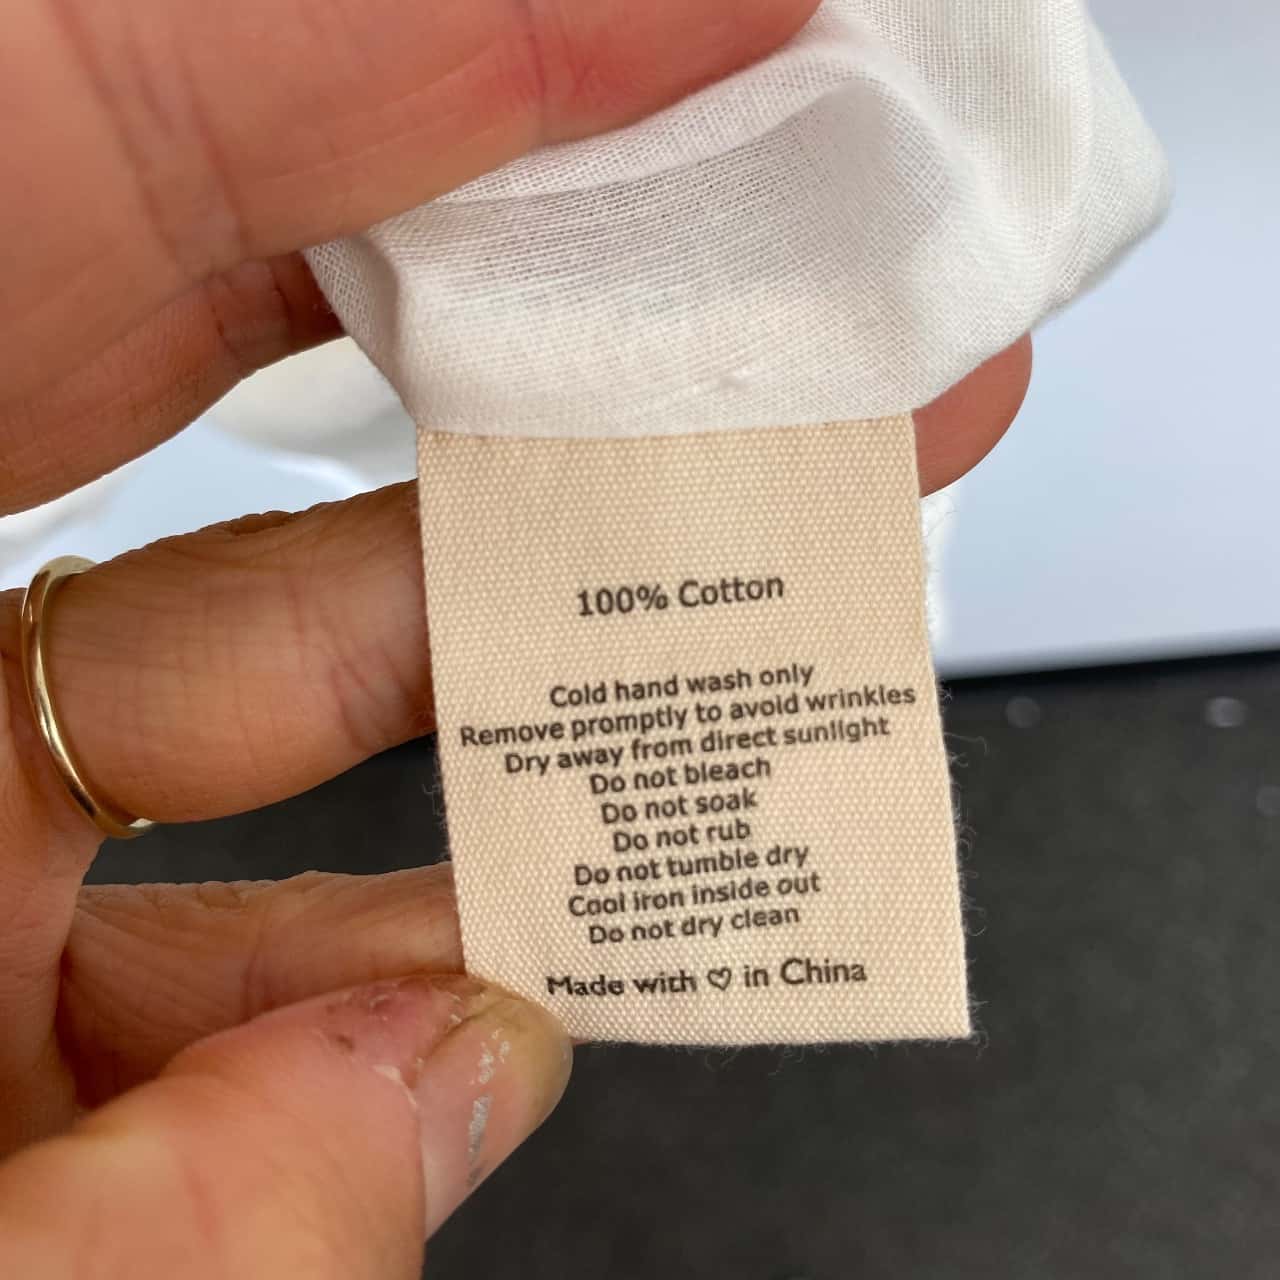 100% Cotton
Cold hand wash only
Remove promptly to avoid wrinkles
Dry away from direct sunlight
Do not bleach
Do not soak
Do not rub
Do not tumble dry
Cool iron inside out
Do not dry clean
Made with ♡ in China